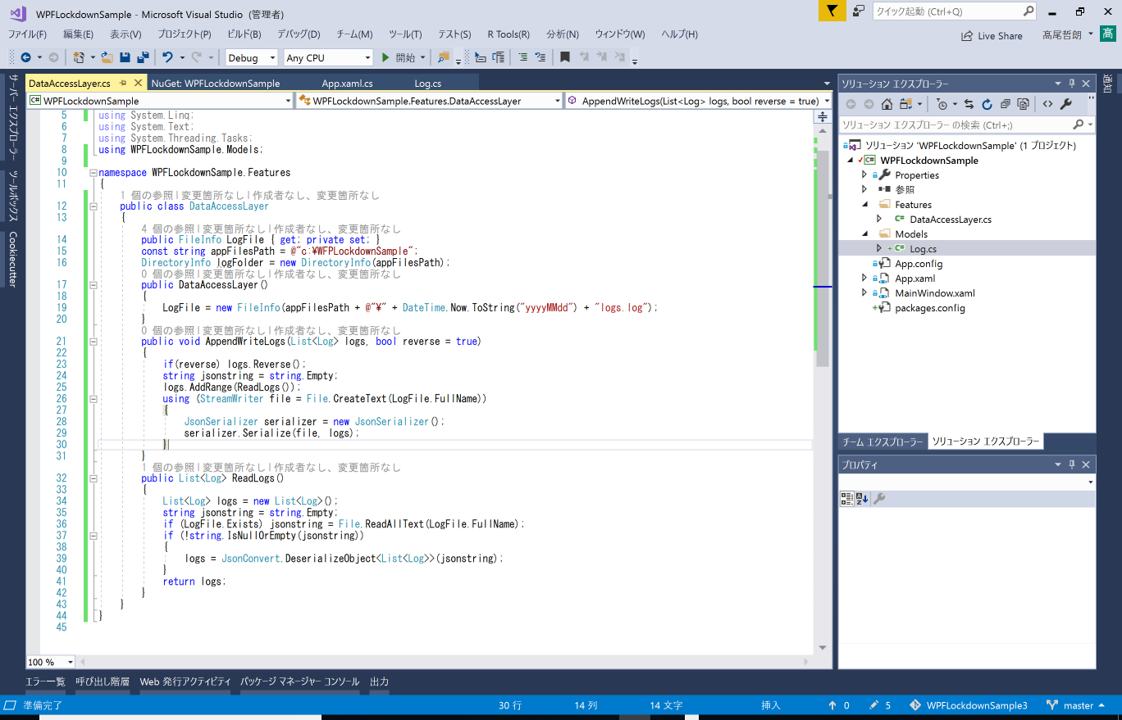 WPFLockdownSample - Microsoft Visual Studio (管理者)
クイック起動 (Ctrl+Q)
ファイル(F) 編集(E) 表示(V) プロジェクト(P) ビルド(B) デバッグ(D) チーム(M) ツール(T) テスト(S) R Tools(R) 分析(N) ウィンドウ(W) ヘルプ(H)
Live Share 高尾哲朗 高
Debug Any CPU 開始
サーバー エクスプローラー
ツールボックス
Cookiecutter
DataAccessLayer.cs NuGet: WPFLockdownSample App.xaml.cs Log.cs
WPFLockdownSample WPFLockdownSample.Features.DataAccessLayer AppendWriteLogs(List<Log> logs, bool reverse = true)
5 using System.Linq;
6 using System.Text;
7 using System.Threading.Tasks;
8 using WPFLockdownSample.Models;
9
10 namespace WPFLockdownSample.Features
11 {
1 個の参照|変更箇所なし|作成者なし、変更箇所なし
12 public class DataAccessLayer
13 {
4 個の参照|変更箇所なし|作成者なし、変更箇所なし
14 public FileInfo LogFile { get; private set; }
15 const string appFilesPath = @"c:¥WFPLockdownSample";
16 DirectoryInfo logFolder = new DirectoryInfo(appFilesPath);
0 個の参照|変更箇所なし|作成者なし、変更箇所なし
17 public DataAccessLayer()
18 {
19 LogFile = new FileInfo(appFilesPath + @"¥" + DateTime.Now.ToString("yyyyMMdd") + "logs.log");
20 }
0 個の参照|変更箇所なし|作成者なし、変更箇所なし
21 public void AppendWriteLogs(List<Log> logs, bool reverse = true)
22 {
23 if(reverse) logs.Reverse();
24 string jsonstring = string.Empty;
25 logs.AddRange(ReadLogs());
26 using (StreamWriter file = File.CreateText(LogFile.FullName))
27 {
28 JsonSerializer serializer = new JsonSerializer();
29 serializer.Serialize(file, logs);
30 }
31 }
1 個の参照|変更箇所なし|作成者なし、変更箇所なし
32 public List<Log> ReadLogs()
33 {
34 List<Log> logs = new List<Log>();
35 string jsonstring = string.Empty;
36 if (LogFile.Exists) jsonstring = File.ReadAllText(LogFile.FullName);
37 if (!string.IsNullOrEmpty(jsonstring))
38 {
39 logs = JsonConvert.DeserializeObject<List<Log>>(jsonstring);
40 }
41 return logs;
42 }
43 }
44 }
45
100 %
ソリューション エクスプローラー
ソリューション エクスプローラー の検索 (Ctrl+;)
ソリューション 'WPFLockdownSample' (1 プロジェクト)
WPFLockdownSample
Properties
参照
Features
DataAccessLayer.cs
Models
Log.cs
App.config
App.xaml
MainWindow.xaml
packages.config
チーム エクスプローラー ソリューション エクスプローラー
プロパティ
通知
エラー一覧 呼び出し階層 Web 発行アクティビティ パッケージ マネージャー コンソール 出力
準備完了 30 行 14 列 14 文字 挿入 0 5 WPFLockdownSample3 master